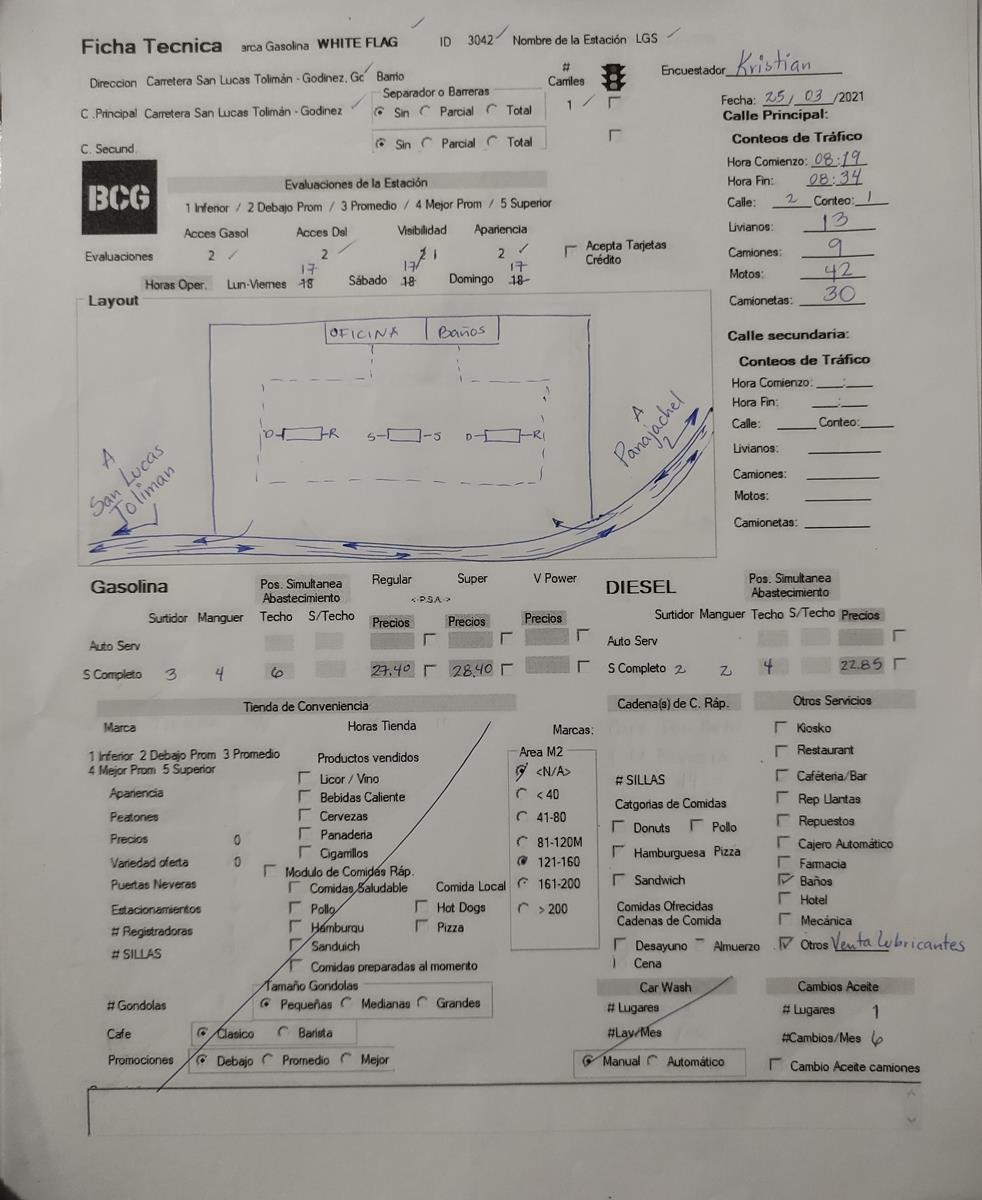 Ficha Tecnica arca Gasolina WHITE FLAG ID 3042 Nombre de la Estación LGS
Direccion Carretera San Lucas Tolimán - Godinez, Gc Barrio
# Carriles
Encuestador Kristian
Separador o Barreras
C .Principal Carretera San Lucas Tolimán - Godinez Sin Parcial Total 1
Fecha: 25/03/2021
Calle Principal:
C. Secund. Sin Parcial Total
Conteos de Tráfico
Hora Comienzo: 08:19
Hora Fin: 08:34
Calle: 2 Conteo: 1
Livianos: 13
Camiones: 9
Motos: 42
Camionetas: 30
BCG
Evaluaciones de la Estación
1 Inferior / 2 Debajo Prom / 3 Promedio / 4 Mejor Prom / 5 Superior
Acces Gasol Acces Dsl Visibilidad Apariencia
Evaluaciones 2 2 2 1 2
Acepta Tarjetas
Crédito
17 17 17
Horas Oper. Lun-Viernes 18 Sábado 18 Domingo 18
Layout
OFICINA Baños
D R S S D R
A
San Lucas
Toliman
A
Panajachel
2
Calle secundaria:
Conteos de Tráfico
Hora Comienzo: __:__
Hora Fin: __:__
Calle: Conteo:
Livianos:
Camiones:
Motos:
Camionetas:
Gasolina
Pos. Simultanea
Abastecimiento
Regular Super V Power
<·P.S.A.·>
Surtidor Manguer Techo S/Techo Precios Precios Precios
Auto Serv
S Completo 3 4 6 27.40 28.40
DIESEL
Pos. Simultanea
Abastecimiento
Surtidor Manguer Techo S/Techo Precios
Auto Serv
S Completo 2 2 4 22.85
Tienda de Conveniencia
Marca Horas Tienda
1 Inferior 2 Debajo Prom 3 Promedio
4 Mejor Prom 5 Superior
Apariencia
Peatones
Precios 0
Variedad oferta 0
Puertas Neveras
Estacionamientos
# Registradoras
# SILLAS
# Gondolas
Productos vendidos
Licor / Vino
Bebidas Caliente
Cervezas
Panaderia
Cigarrillos
Modulo de Comidas Ráp.
Comidas Saludable Comida Local
Pollo Hot Dogs
Hamburgu Pizza
Sanduich
Comidas preparadas al momento
Tamaño Gondolas
Pequeñas Medianas Grandes
Cafe Clasico Barista
Promociones Debajo Promedio Mejor
Marcas:
Area M2
<N/A>
< 40
41-80
81-120M
121-160
161-200
> 200
Cadena(s) de C. Ráp.
# SILLAS
Catgorias de Comidas
Donuts Pollo
Hamburguesa Pizza
Sandwich
Comidas Ofrecidas
Cadenas de Comida
Desayuno Almuerzo
Cena
Car Wash
# Lugares
#Lav/Mes
Manual Automático
Otros Servicios
Kiosko
Restaurant
Caféteria/Bar
Rep Llantas
Repuestos
Cajero Automático
Farmacia
Baños
Hotel
Mecánica
Otros Venta Lubricantes
Cambios Aceite
# Lugares 1
#Cambios/Mes 6
Cambio Aceite camiones